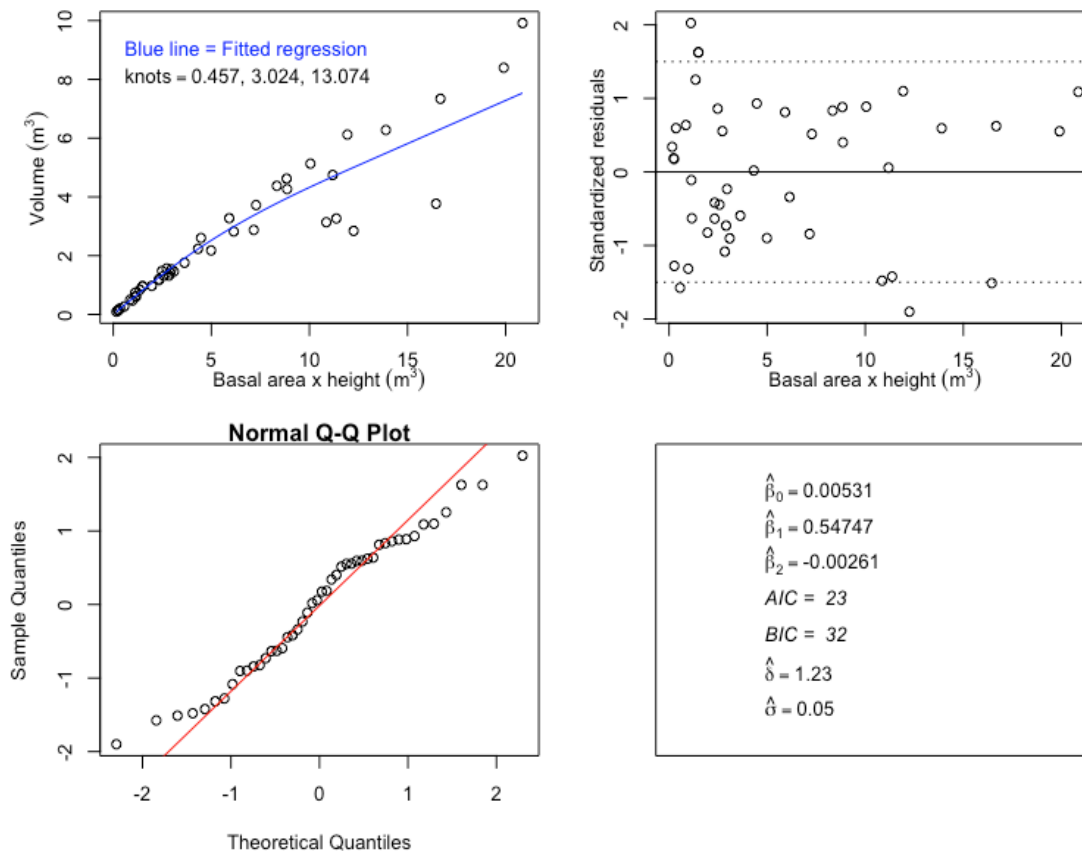 Blue line = Fitted regression
knots = 0.457, 3.024, 13.074
Volume (m³)
10
8
6
4
2
0
0 5 10 15 20
Basal area x height (m³)
Standardized residuals
2
1
0
-1
-2
0 5 10 15 20
Basal area x height (m³)
Normal Q-Q Plot
Sample Quantiles
2
1
0
-1
-2
-2 -1 0 1 2
Theoretical Quantiles
β̂₀ = 0.00531
β̂₁ = 0.54747
β̂₂ = -0.00261
AIC = 23
BIC = 32
δ̂ = 1.23
σ̂ = 0.05